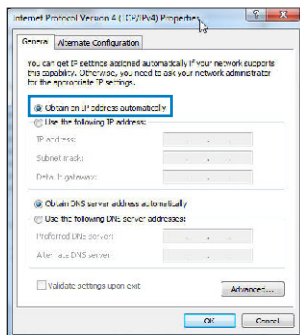 Internet Protocol Version 4 (TCP/IPv4) Properties
General
Alternate Configuration
You can get IP settings assigned automatically if your network supports
this capability. Otherwise, you need to ask your network administrator
for the appropriate IP settings.
Obtain an IP address automatically
Use the following IP address:
IP address:
Subnet mask:
Default gateway:
Obtain DNS server address automatically
Use the following DNS server addresses:
Preferred DNS server:
Alternate DNS server:
Validate settings upon exit
Advanced...
OK
Cancel